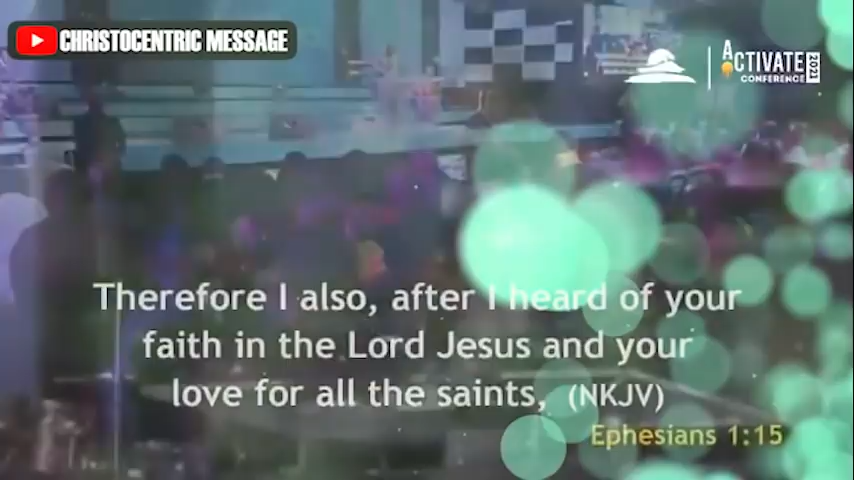 CHRISTOCENTRIC MESSAGE
ACTIVATE
CONFERENCE
2021
Therefore I also, after I heard of your
faith in the Lord Jesus and your
love for all the saints, (NKJV)
Ephesians 1:15